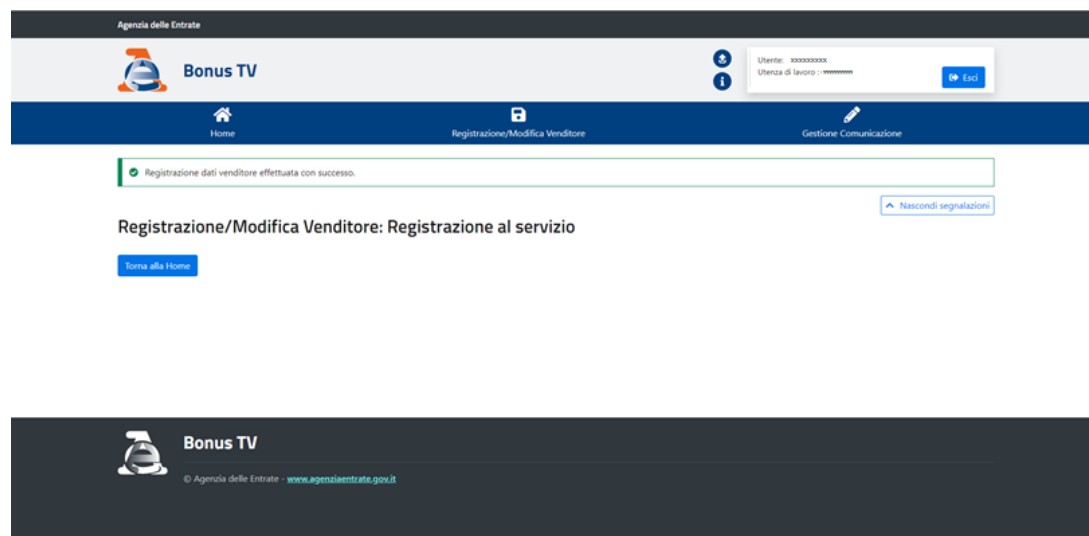 Agenzia delle Entrate
Bonus TV
Utente: xxxxxxxxx
Utenza di lavoro :
Esci
Home
Registrazione/Modifica Venditore
Gestione Comunicazione
Registrazione dati venditore effettuata con successo.
Nascondi segnalazioni
Registrazione/Modifica Venditore: Registrazione al servizio
Torna alla Home
Bonus TV
© Agenzia delle Entrate - www.agenziaentrate.gov.it